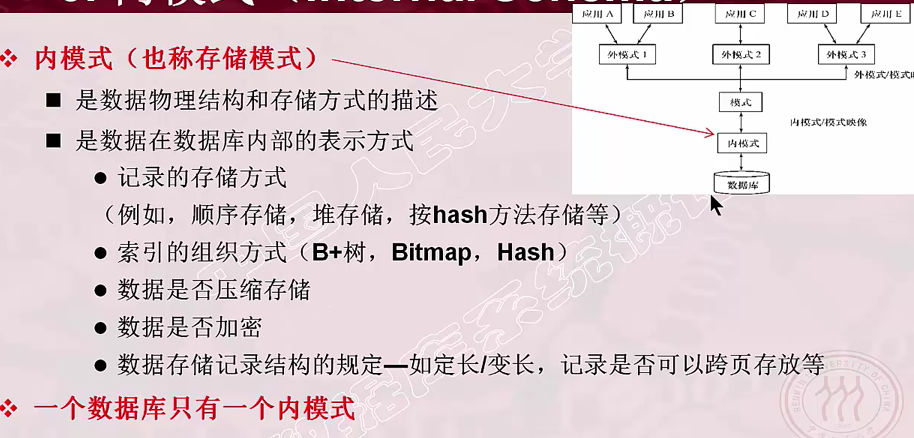 内模式（Internal Schema）
内模式（也称存储模式）
是数据物理结构和存储方式的描述
是数据在数据库内部的表示方式
记录的存储方式
（例如，顺序存储，堆存储，按hash方法存储等）
索引的组织方式（B+树，Bitmap，Hash）
数据是否压缩存储
数据是否加密
数据存储记录结构的规定—如定长/变长，记录是否可以跨页存放等
一个数据库只有一个内模式
应用 A
应用 B
应用 C
应用 D
应用 E
外模式 1
外模式 2
外模式 3
外模式/模式
模式
内模式/模式映像
内模式
数据库